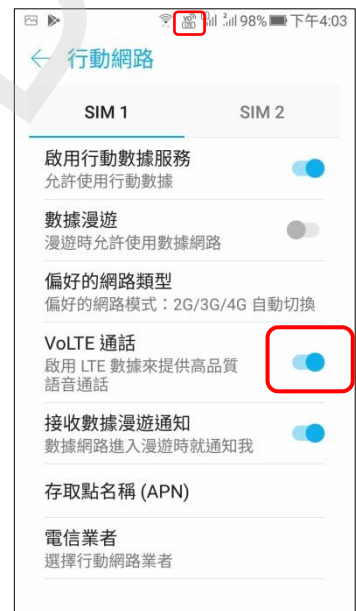 98% 下午4:03
行動網路
SIM 1 SIM 2
啟用行動數據服務
允許使用行動數據
數據漫遊
漫遊時允許使用數據網路
偏好的網路類型
偏好的網路模式：2G/3G/4G 自動切換
VoLTE 通話
啟用 LTE 數據來提供高品質
語音通話
接收數據漫遊通知
數據網路進入漫遊時就通知我
存取點名稱 (APN)
電信業者
選擇行動網路業者